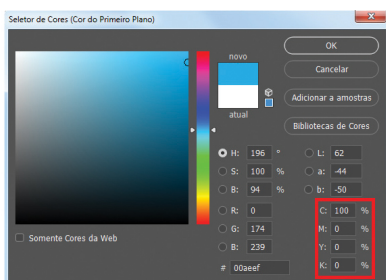 Seletor de Cores (Cor do Primeiro Plano)
novo
atual
OK
Cancelar
Adicionar a amostras
Bibliotecas de Cores
H: 196 ° L: 62
S: 100 % a: -44
B: 94 % b: -50
R: 0 C: 100 %
G: 174 M: 0 %
B: 239 Y: 0 %
# 00aeef K: 0 %
Somente Cores da Web